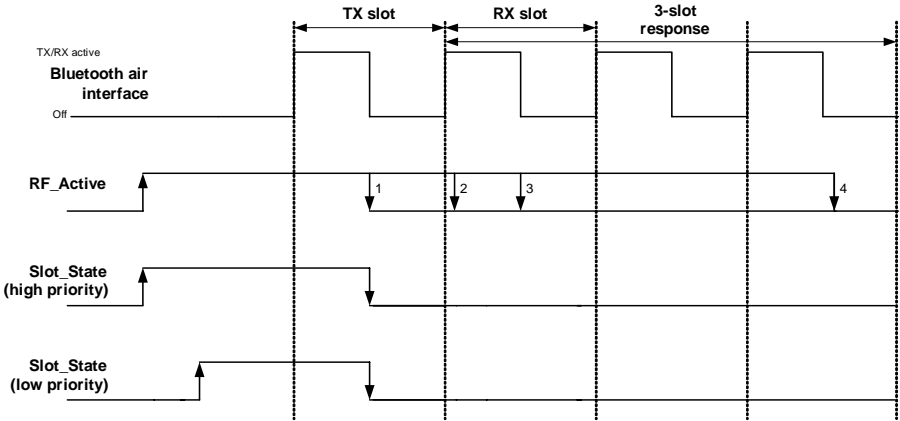 TX slot
RX slot
3-slot
response
TX/RX active
Bluetooth air
interface
Off
RF_Active
1
2
3
4
Slot_State
(high priority)
Slot_State
(low priority)